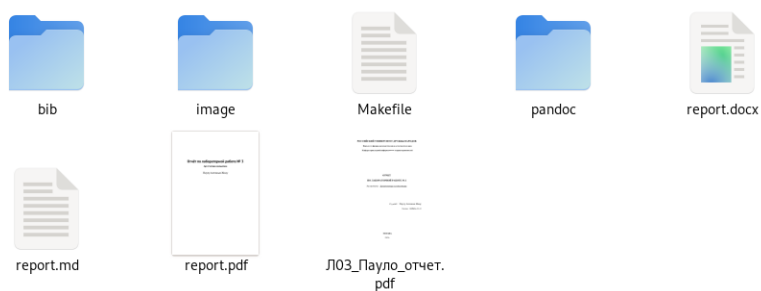 bib
image
Makefile
pandoc
report.docx
report.md
report.pdf
Л03_Пауло_отчет.
pdf